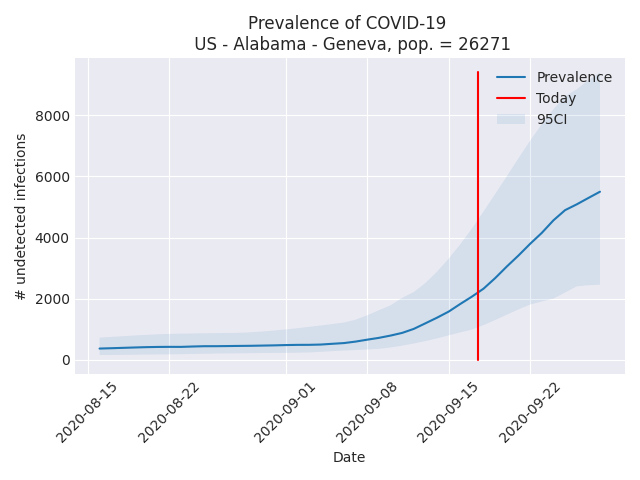 Prevalence of COVID-19
US - Alabama - Geneva, pop. = 26271
Prevalence
Today
95CI
# undetected infections
8000
6000
4000
2000
0
2020-08-15
2020-08-22
2020-09-01
2020-09-08
2020-09-15
2020-09-22
Date